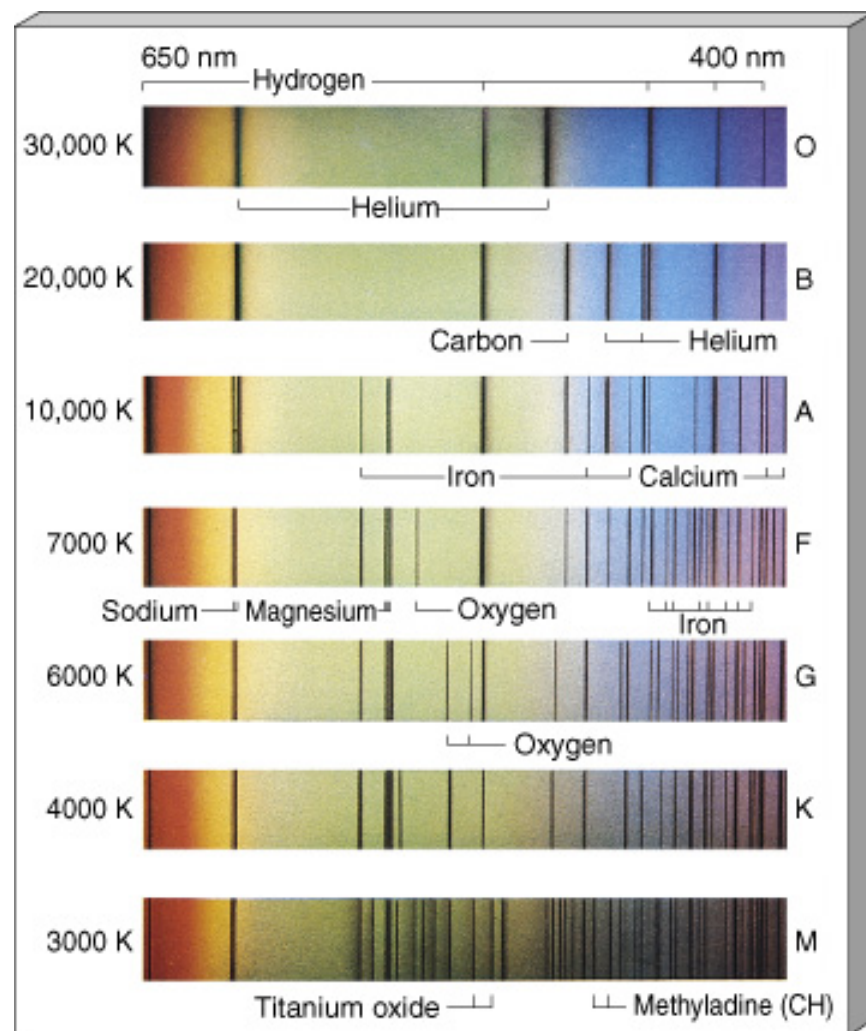 650 nm 400 nm
Hydrogen
30,000 K O
Helium
20,000 K B
Carbon Helium
10,000 K A
Iron Calcium
7000 K F
Sodium Magnesium Oxygen
Iron
6000 K G
Oxygen
4000 K K
3000 K M
Titanium oxide Methyladine (CH)